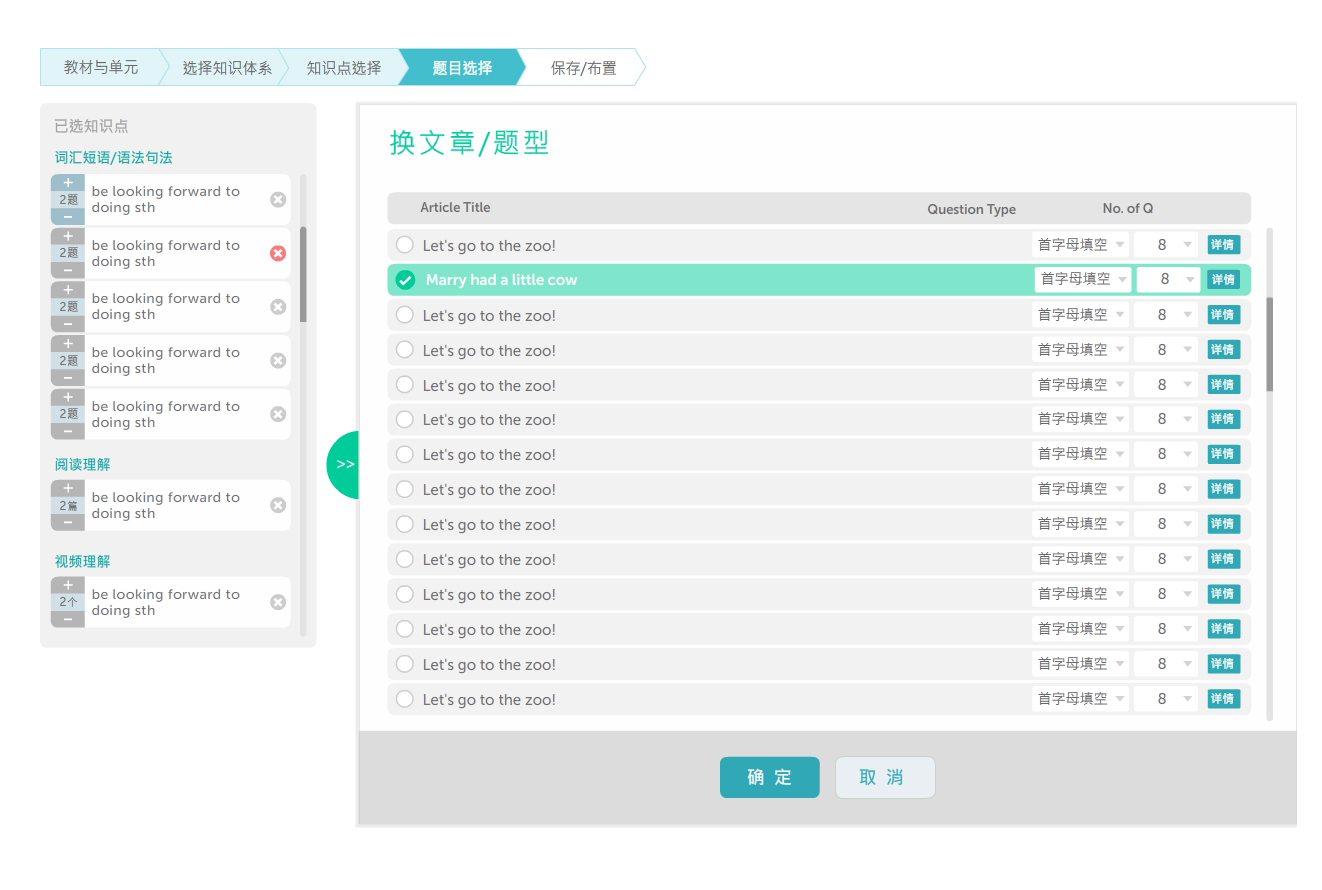 教材与单元 选择知识体系 知识点选择 题目选择 保存/布置
已选知识点
词汇短语/语法句法
+
2题
−
be looking forward to
doing sth
+
2题
−
be looking forward to
doing sth
+
2题
−
be looking forward to
doing sth
+
2题
−
be looking forward to
doing sth
+
2题
−
be looking forward to
doing sth
阅读理解
+
2篇
−
be looking forward to
doing sth
视频理解
+
2个
−
be looking forward to
doing sth
>>
换文章/题型
Article Title Question Type No. of Q
Let's go to the zoo! 首字母填空 8 详情
Marry had a little cow 首字母填空 8 详情
Let's go to the zoo! 首字母填空 8 详情
Let's go to the zoo! 首字母填空 8 详情
Let's go to the zoo! 首字母填空 8 详情
Let's go to the zoo! 首字母填空 8 详情
Let's go to the zoo! 首字母填空 8 详情
Let's go to the zoo! 首字母填空 8 详情
Let's go to the zoo! 首字母填空 8 详情
Let's go to the zoo! 首字母填空 8 详情
Let's go to the zoo! 首字母填空 8 详情
Let's go to the zoo! 首字母填空 8 详情
Let's go to the zoo! 首字母填空 8 详情
Let's go to the zoo! 首字母填空 8 详情
确 定 取 消